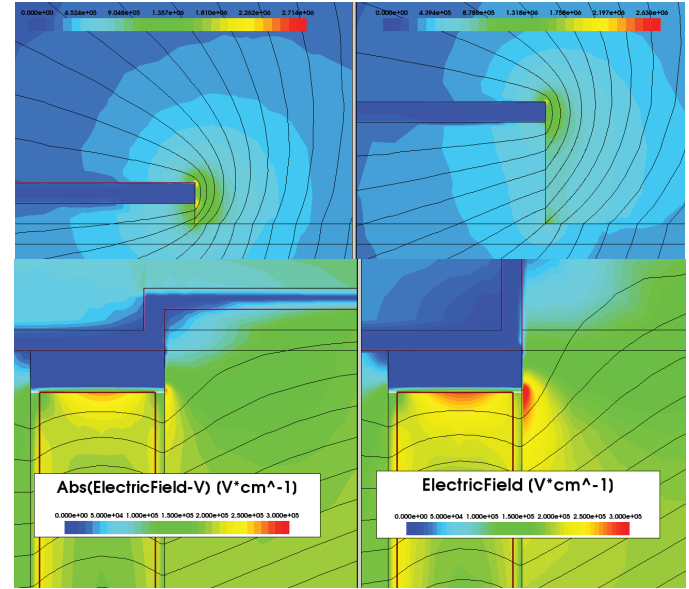 0.000e+00 4.524e+05 9.048e+05 1.357e+06 1.810e+06 2.262e+06 2.714e+06
0.000e+00 4.394e+05 8.788e+05 1.318e+06 1.758e+06 2.197e+06 2.636e+06
Abs(ElectricField-V) (V*cm^-1)
0.000e+00 5.000e+04 1.000e+05 1.500e+05 2.000e+05 2.500e+05 3.000e+05
ElectricField (V*cm^-1)
0.000e+00 5.000e+04 1.000e+05 1.500e+05 2.000e+05 2.500e+05 3.000e+05